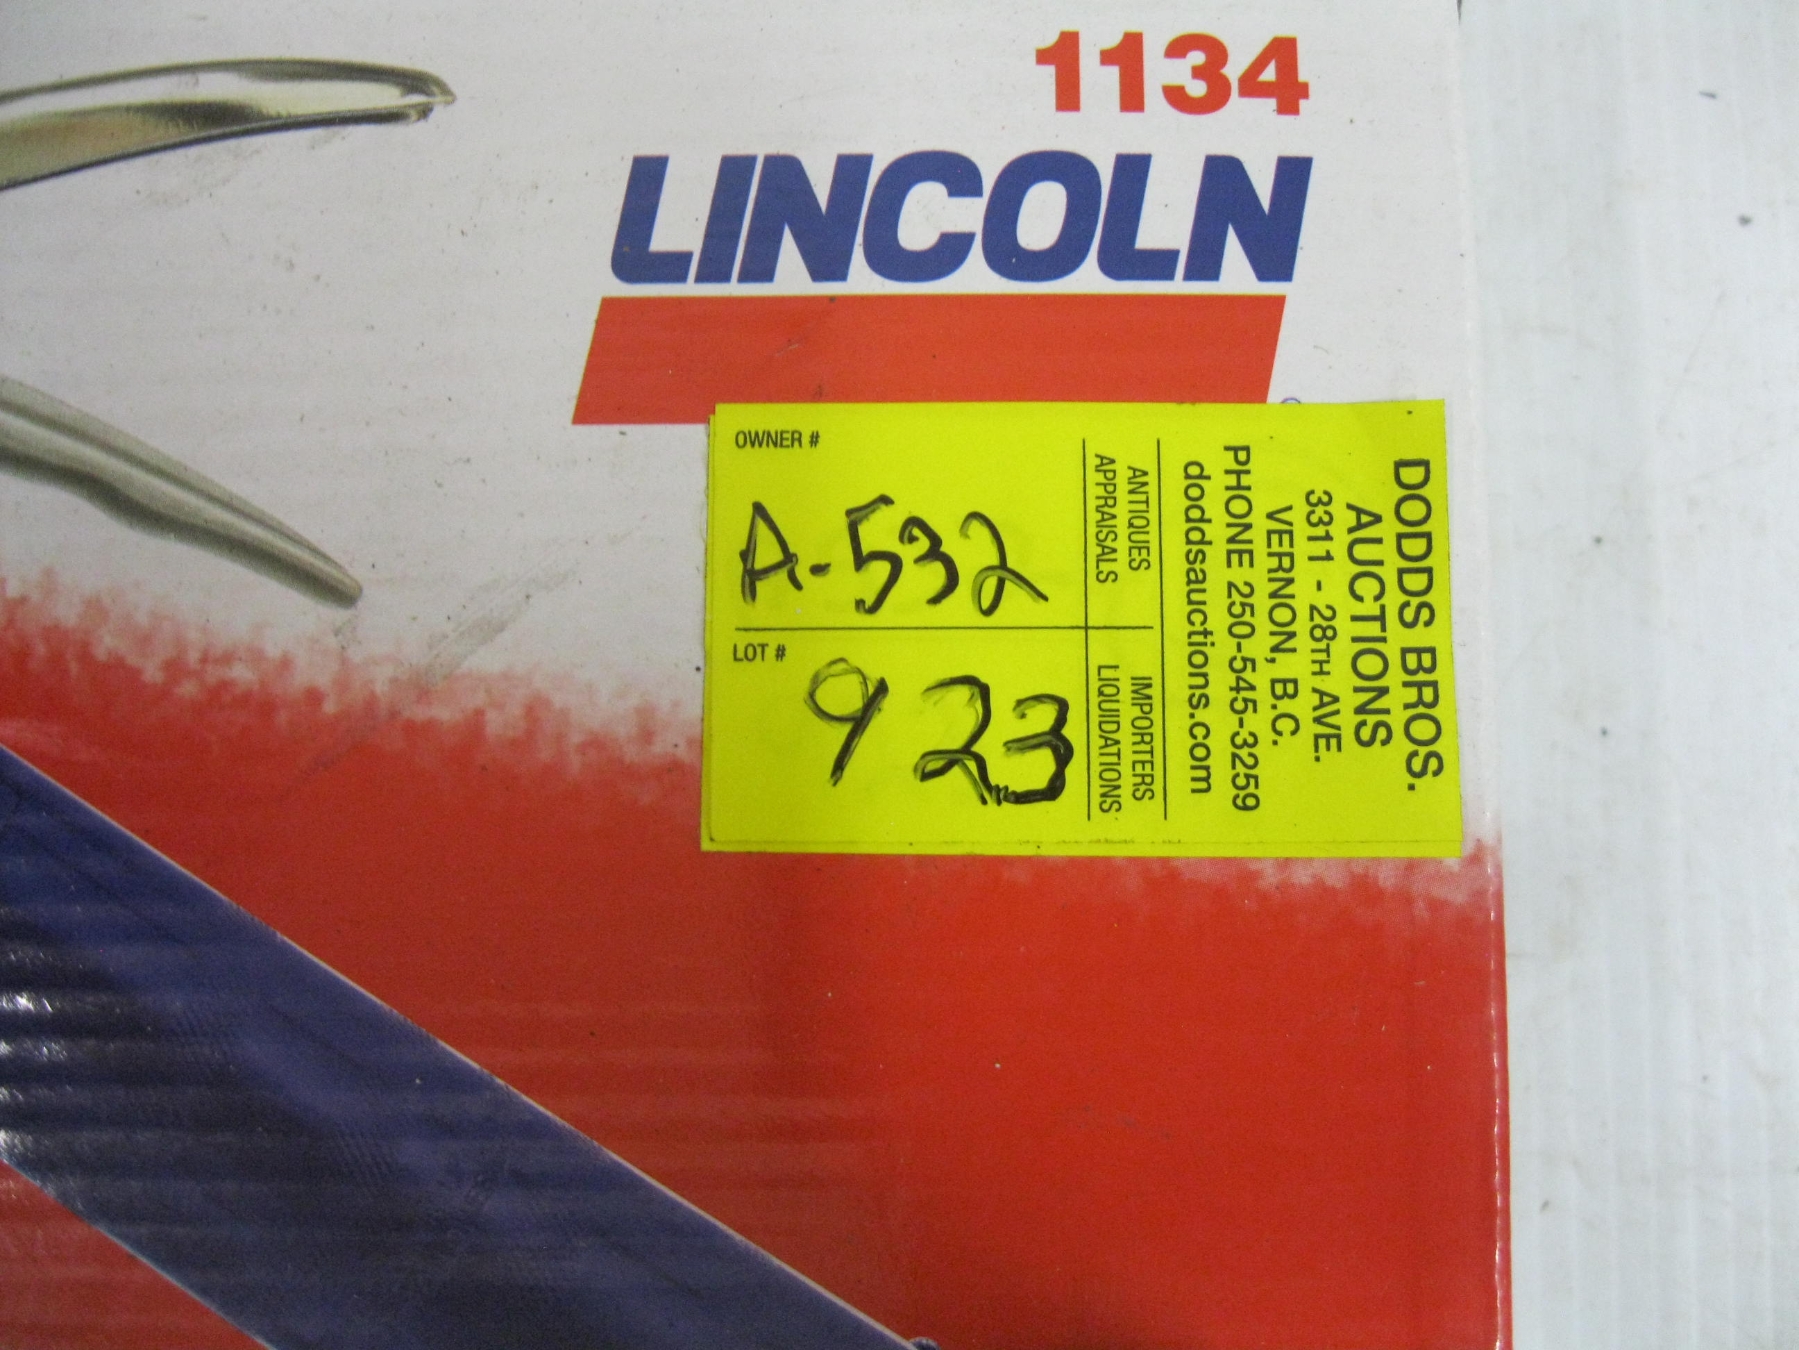 1134
LINCOLN
®
OWNER #
A-532
LOT #
923
ANTIQUES
APPRAISALS
IMPORTERS
LIQUIDATIONS
DODDS BROS.
AUCTIONS
3311 - 28TH AVE.
VERNON, B.C.
PHONE 250-545-3259
doddsauctions.com